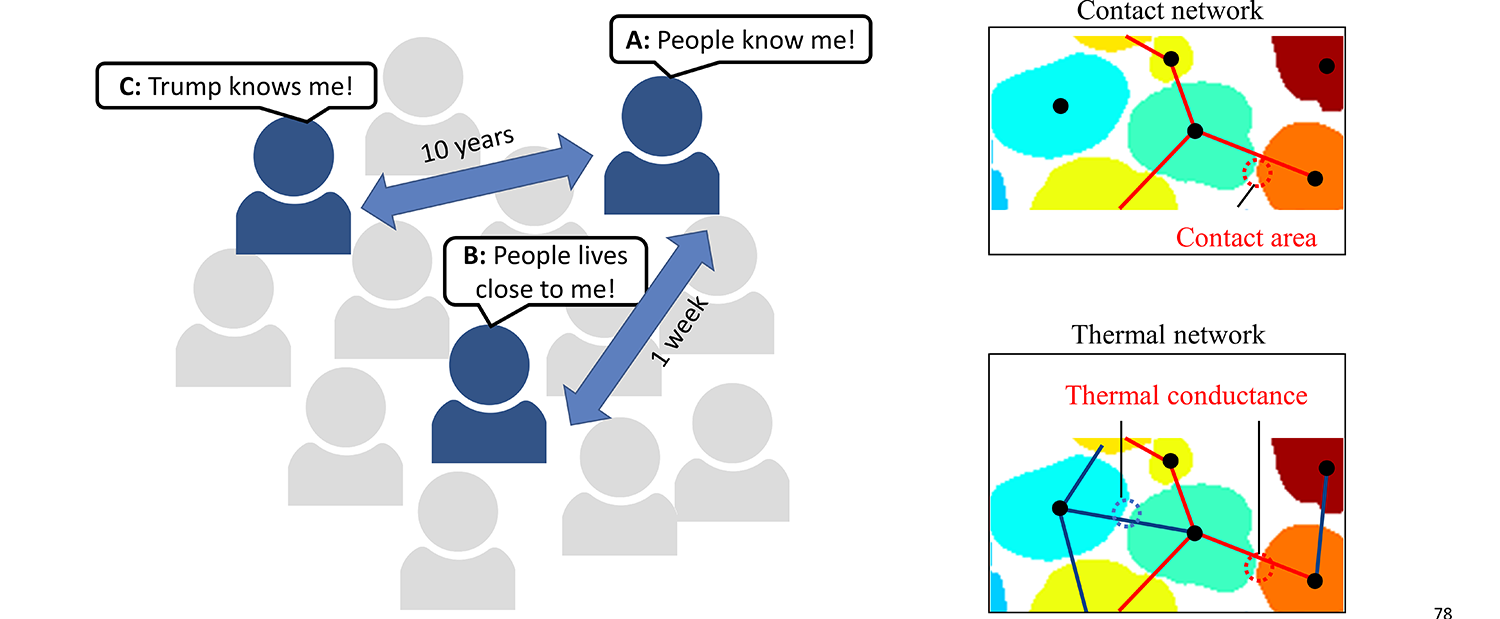 A: People know me!
C: Trump knows me!
10 years
B: People lives
close to me!
1 week
Contact network
Contact area
Thermal network
Thermal conductance
78